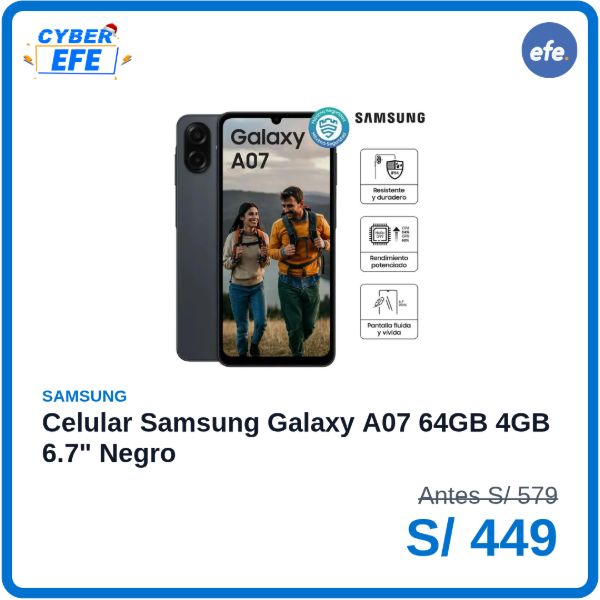 CYBER
EFE
efe.
SAMSUNG
Galaxy
A07
Resistente
y duradero
Rendimiento
potenciado
Pantalla fluida
y vívida
SAMSUNG
Celular Samsung Galaxy A07 64GB 4GB
6.7" Negro
Antes S/ 579
S/ 449